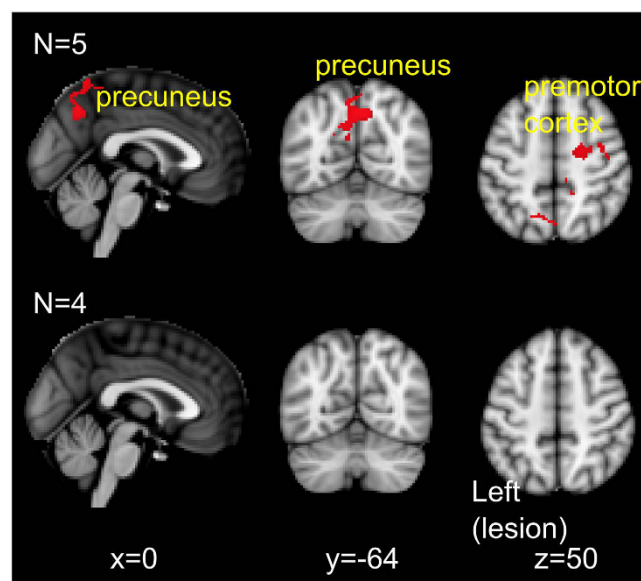 N=5
precuneus
precuneus
premotor
cortex
N=4
Left
(lesion)
x=0
y=-64
z=50